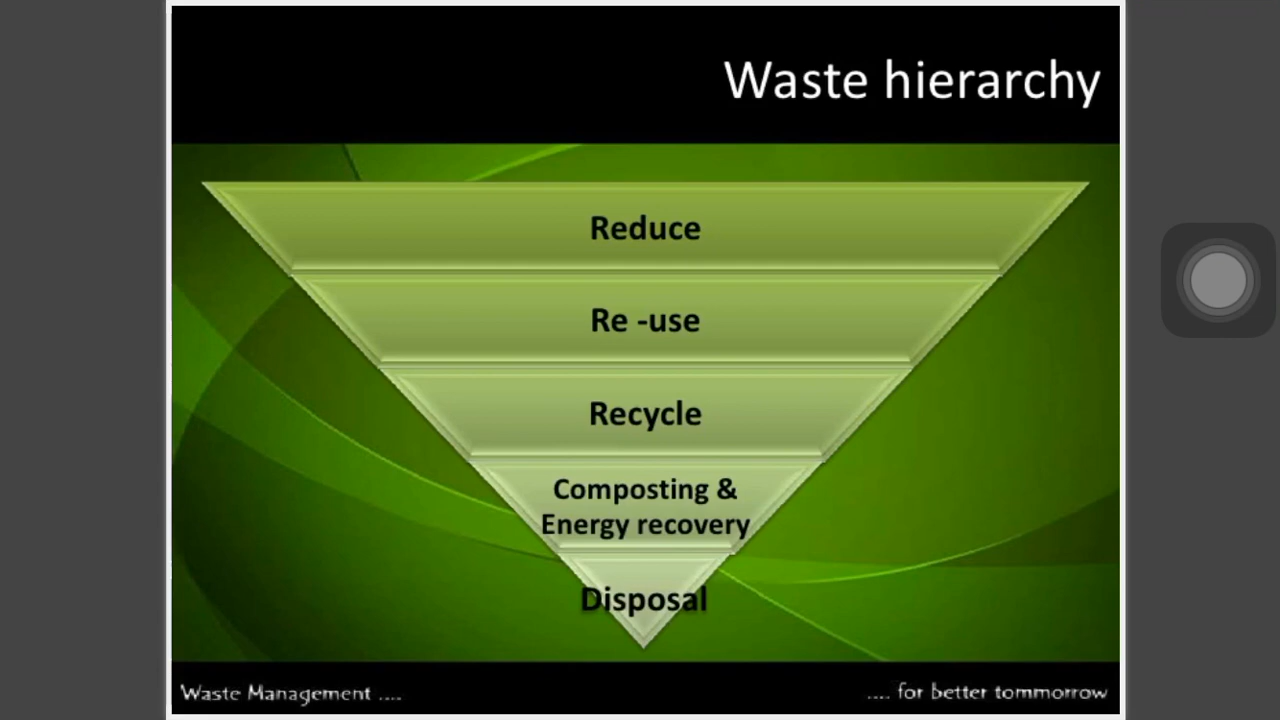 Waste hierarchy
Reduce
Re -use
Recycle
Composting &
Energy recovery
Disposal
Waste Management ....
.... for better tommorrow